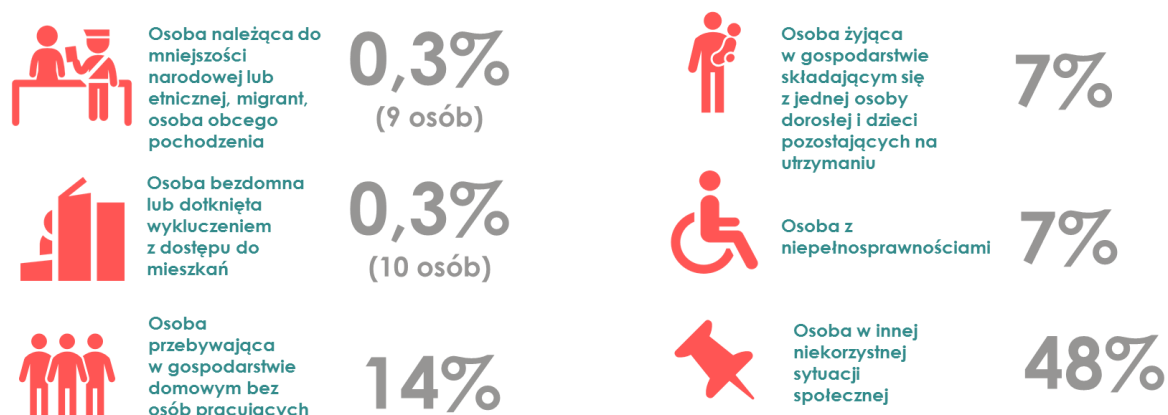 Osoba należąca do
mniejszości
narodowej lub
etnicznej, migrant,
osoba obcego
pochodzenia
0,3%
(9 osób)
Osoba bezdomna
lub dotknięta
wykluczeniem
z dostępu do
mieszkań
0,3%
(10 osób)
Osoba
przebywająca
w gospodarstwie
domowym bez
osób pracujących
14%
Osoba żyjąca
w gospodarstwie
składającym się
z jednej osoby
dorosłej i dzieci
pozostających na
utrzymaniu
7%
Osoba z
niepełnosprawnościami
7%
Osoba w innej
niekorzystnej
sytuacji
społecznej
48%